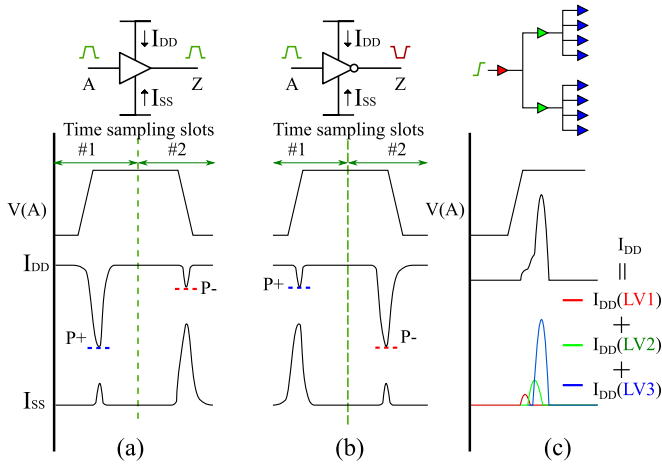 IDD
A
Z
ISS
Time sampling slots
#1
#2
V(A)
IDD
P+
P-
ISS
(a)
IDD
A
Z
ISS
Time sampling slots
#1
#2
P+
P-
(b)
V(A)
IDD
=
IDD(LV1)
+
IDD(LV2)
+
IDD(LV3)
(c)